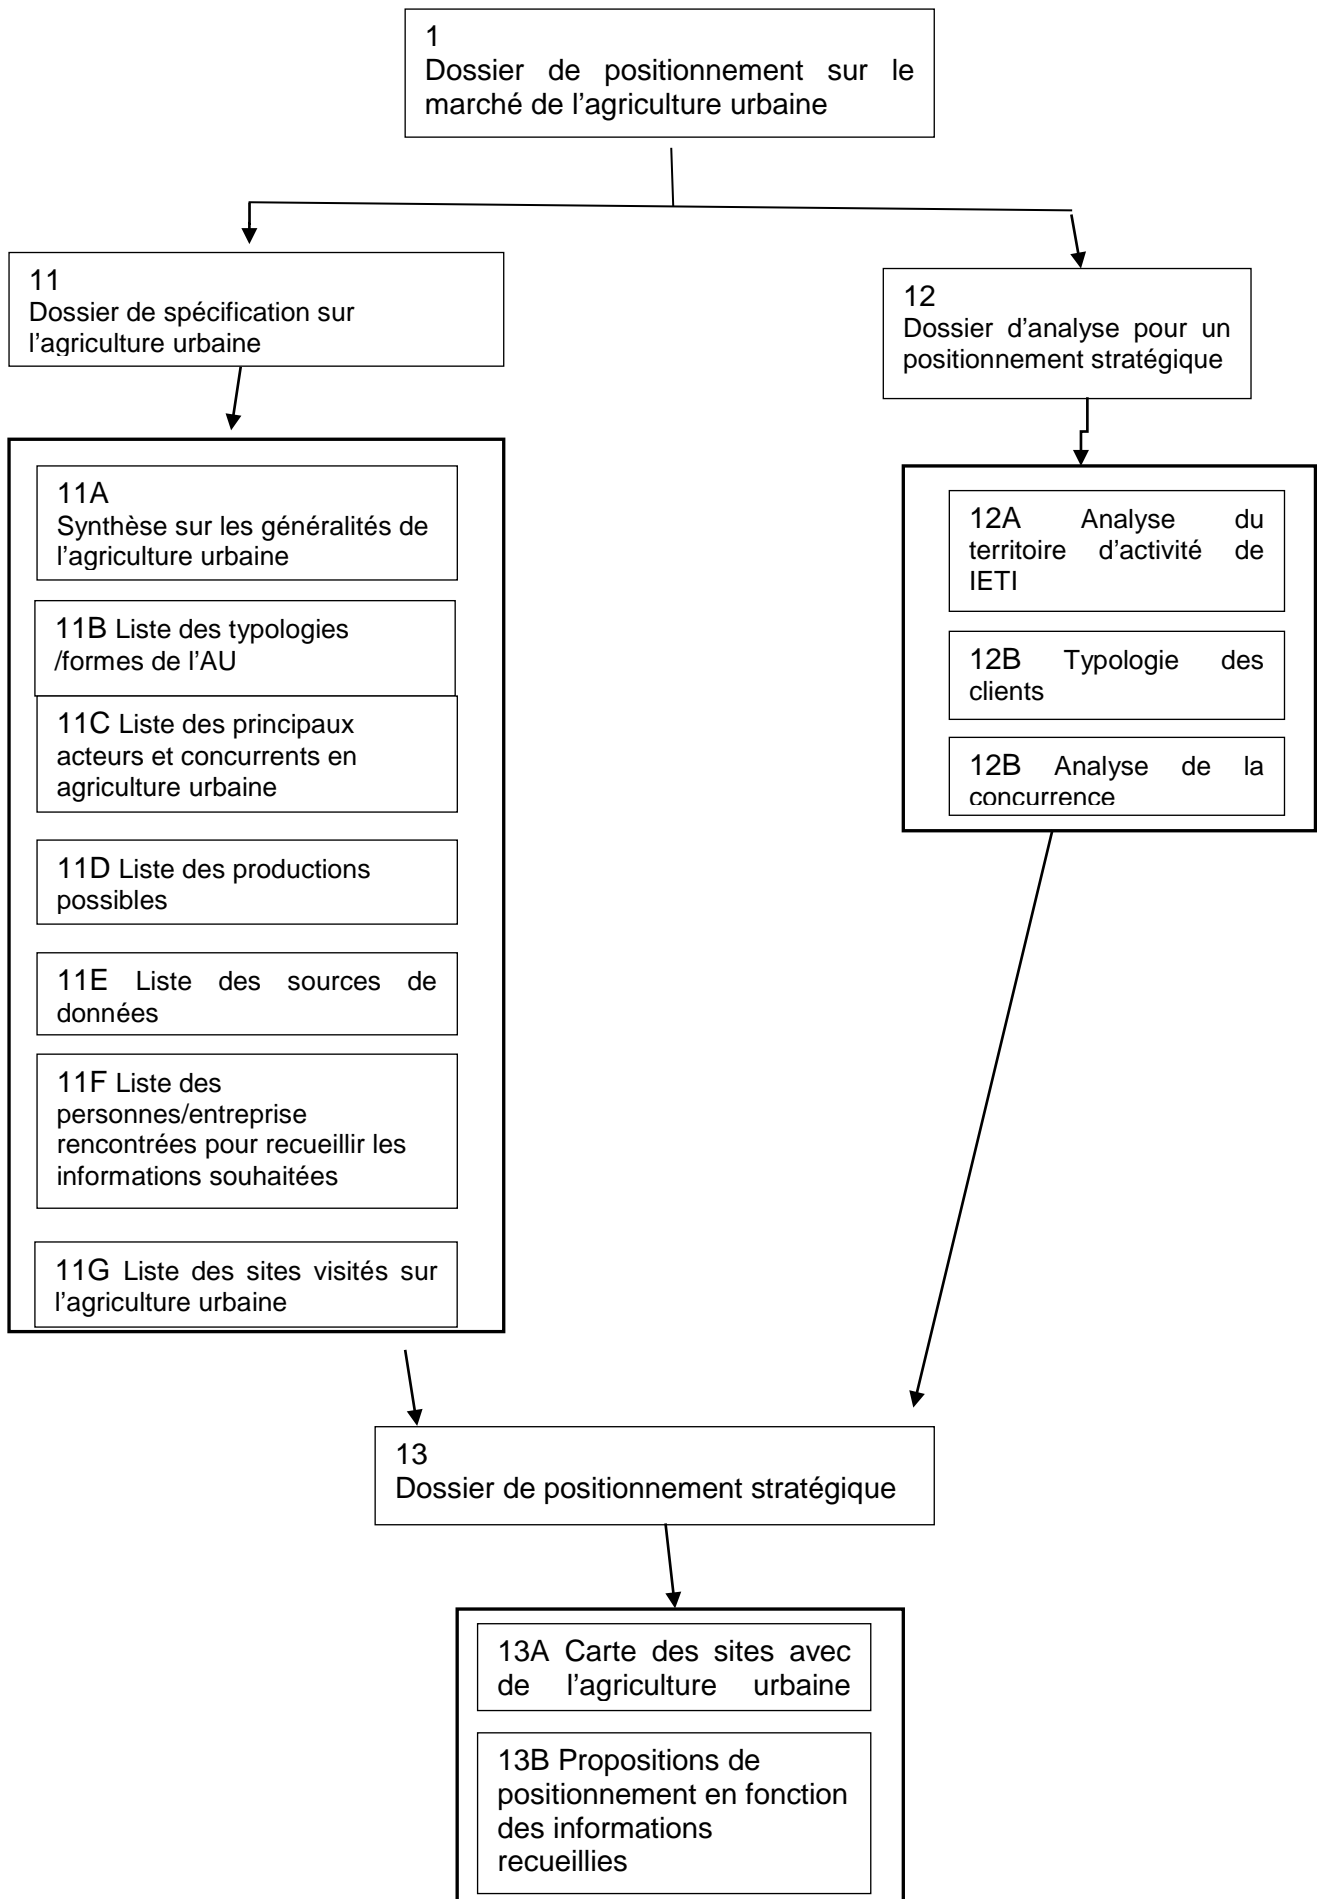 1
Dossier de positionnement sur le
marché de l’agriculture urbaine
11
Dossier de spécification sur
l’agriculture urbaine
12
Dossier d’analyse pour un
positionnement stratégique
11A
Synthèse sur les généralités de
l’agriculture urbaine
11B Liste des typologies
/formes de l’AU
11C Liste des principaux
acteurs et concurrents en
agriculture urbaine
11D Liste des productions
possibles
11E Liste des sources de
données
11F Liste des
personnes/entreprise
rencontrées pour recueillir les
informations souhaitées
11G Liste des sites visités sur
l’agriculture urbaine
12A Analyse du
territoire d’activité de
IETI
12B Typologie des
clients
12B Analyse de la
concurrence
13
Dossier de positionnement stratégique
13A Carte des sites avec
de l’agriculture urbaine
13B Propositions de
positionnement en fonction
des informations
recueillies